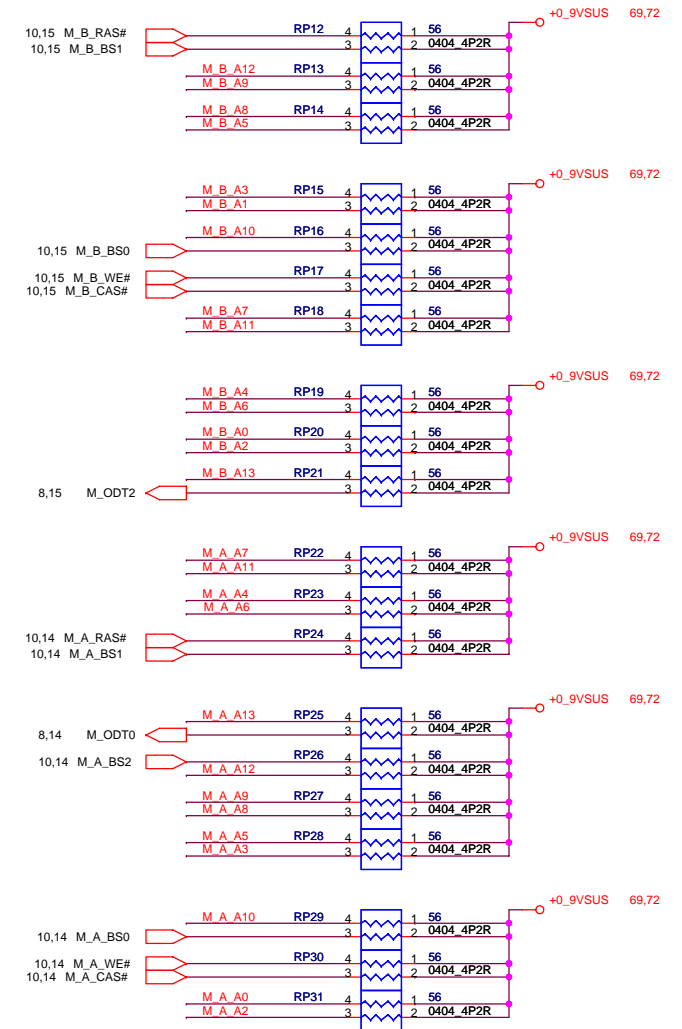 +0_9VSUS 69,72
10,15 M_B_RAS# RP12 4 1 56
10,15 M_B_BS1 3 2 0404_4P2R
M_B_A12 RP13 4 1 56
M_B_A9 3 2 0404_4P2R
M_B_A8 RP14 4 1 56
M_B_A5 3 2 0404_4P2R
+0_9VSUS 69,72
M_B_A3 RP15 4 1 56
M_B_A1 3 2 0404_4P2R
M_B_A10 RP16 4 1 56
10,15 M_B_BS0 3 2 0404_4P2R
10,15 M_B_WE# RP17 4 1 56
10,15 M_B_CAS# 3 2 0404_4P2R
M_B_A7 RP18 4 1 56
M_B_A11 3 2 0404_4P2R
+0_9VSUS 69,72
M_B_A4 RP19 4 1 56
M_B_A6 3 2 0404_4P2R
M_B_A0 RP20 4 1 56
M_B_A2 3 2 0404_4P2R
M_B_A13 RP21 4 1 56
8,15 M_ODT2 3 2 0404_4P2R
+0_9VSUS 69,72
M_A_A7 RP22 4 1 56
M_A_A11 3 2 0404_4P2R
M_A_A4 RP23 4 1 56
M_A_A6 3 2 0404_4P2R
10,14 M_A_RAS# RP24 4 1 56
10,14 M_A_BS1 3 2 0404_4P2R
+0_9VSUS 69,72
M_A_A13 RP25 4 1 56
8,14 M_ODT0 3 2 0404_4P2R
10,14 M_A_BS2 RP26 4 1 56
M_A_A12 3 2 0404_4P2R
M_A_A9 RP27 4 1 56
M_A_A8 3 2 0404_4P2R
M_A_A5 RP28 4 1 56
M_A_A3 3 2 0404_4P2R
+0_9VSUS 69,72
M_A_A10 RP29 4 1 56
10,14 M_A_BS0 3 2 0404_4P2R
10,14 M_A_WE# RP30 4 1 56
10,14 M_A_CAS# 3 2 0404_4P2R
M_A_A0 RP31 4 1 56
M_A_A2 3 2 0404_4P2R